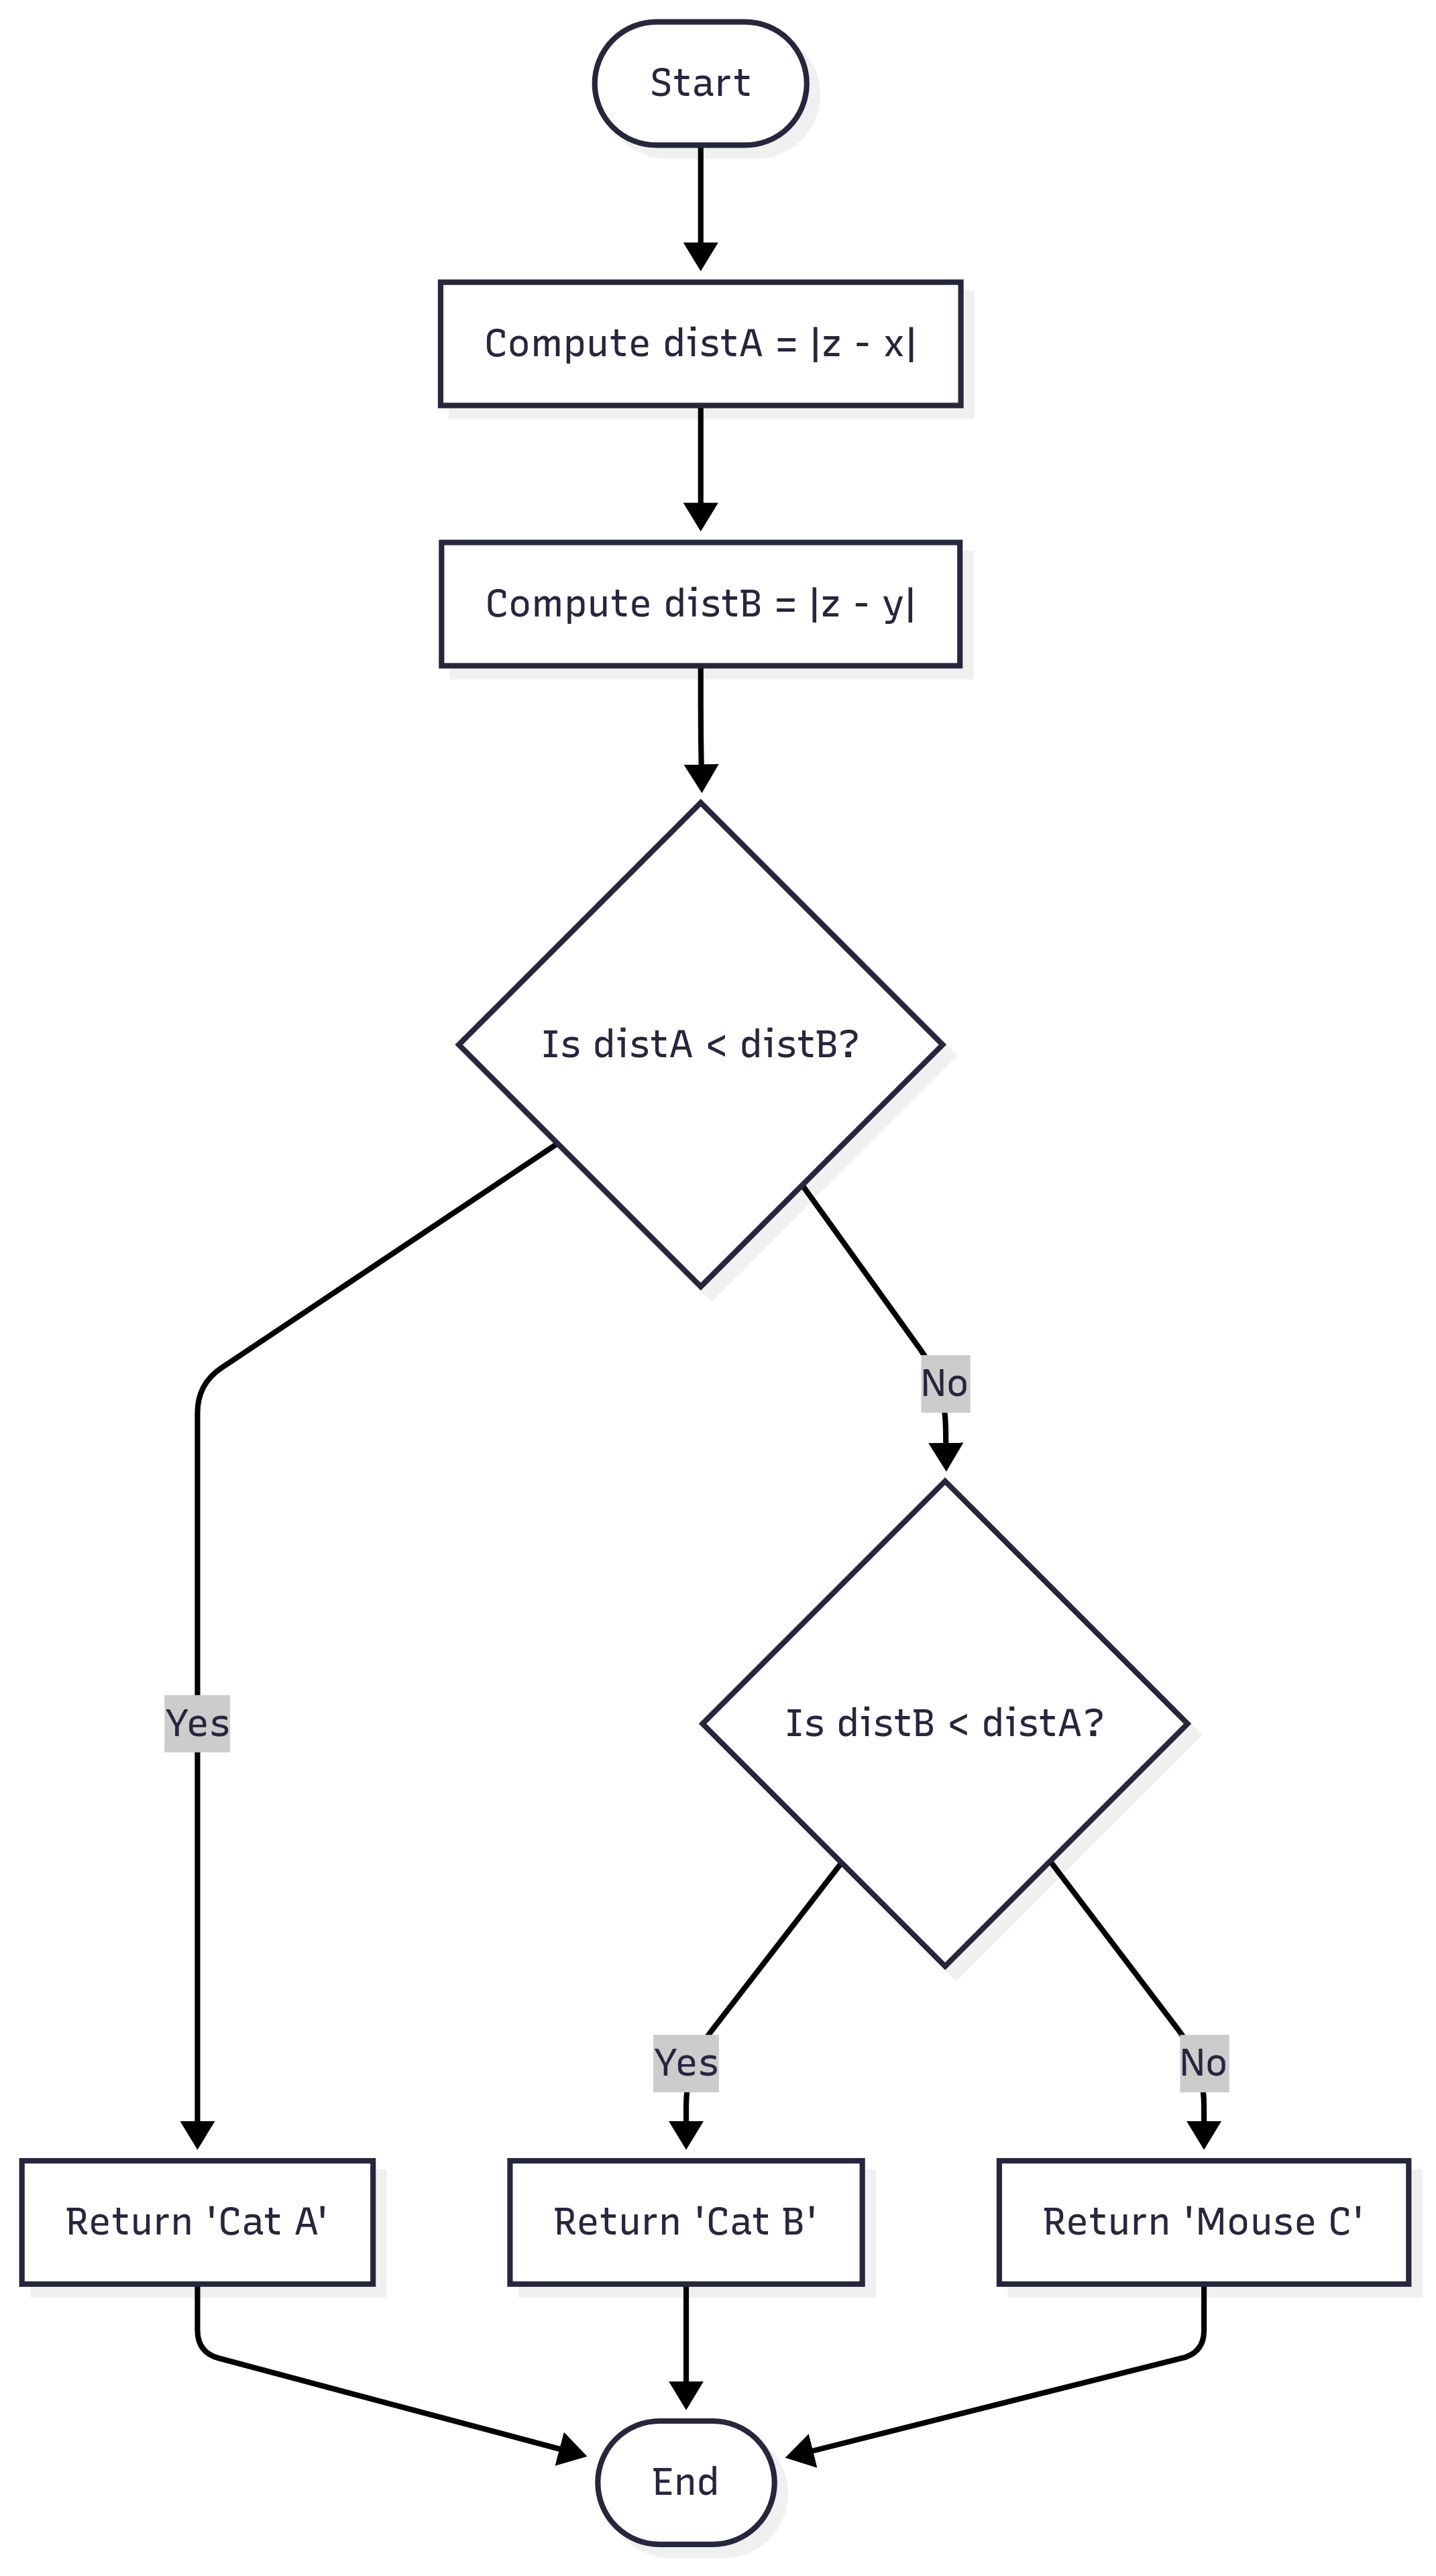 Start
Compute distA = |z - x|
Compute distB = |z - y|
Is distA < distB?
No
Yes
Is distB < distA?
Yes
No
Return 'Cat A'
Return 'Cat B'
Return 'Mouse C'
End